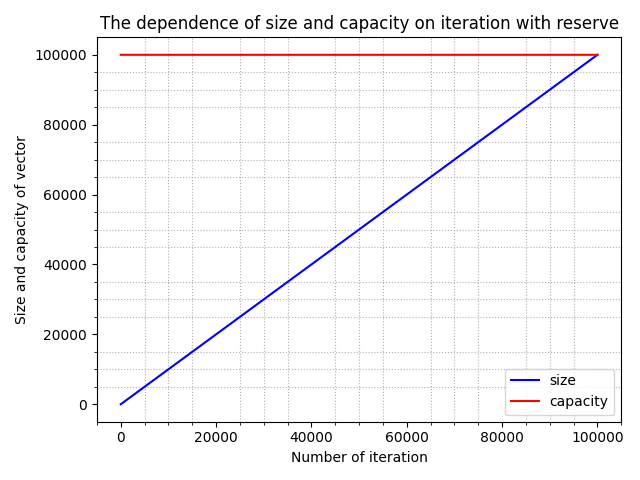 The dependence of size and capacity on iteration with reserve
100000
80000
60000
40000
20000
0
Size and capacity of vector
size
capacity
0 20000 40000 60000 80000 100000
Number of iteration